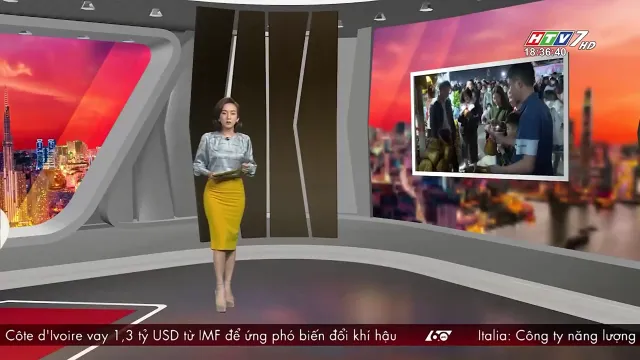 HTV7 HD
18:36:40
Côte d'Ivoire vay 1,3 tỷ USD từ IMF để ứng phó biến đổi khí hậu 60 Italia: Công ty năng lượng